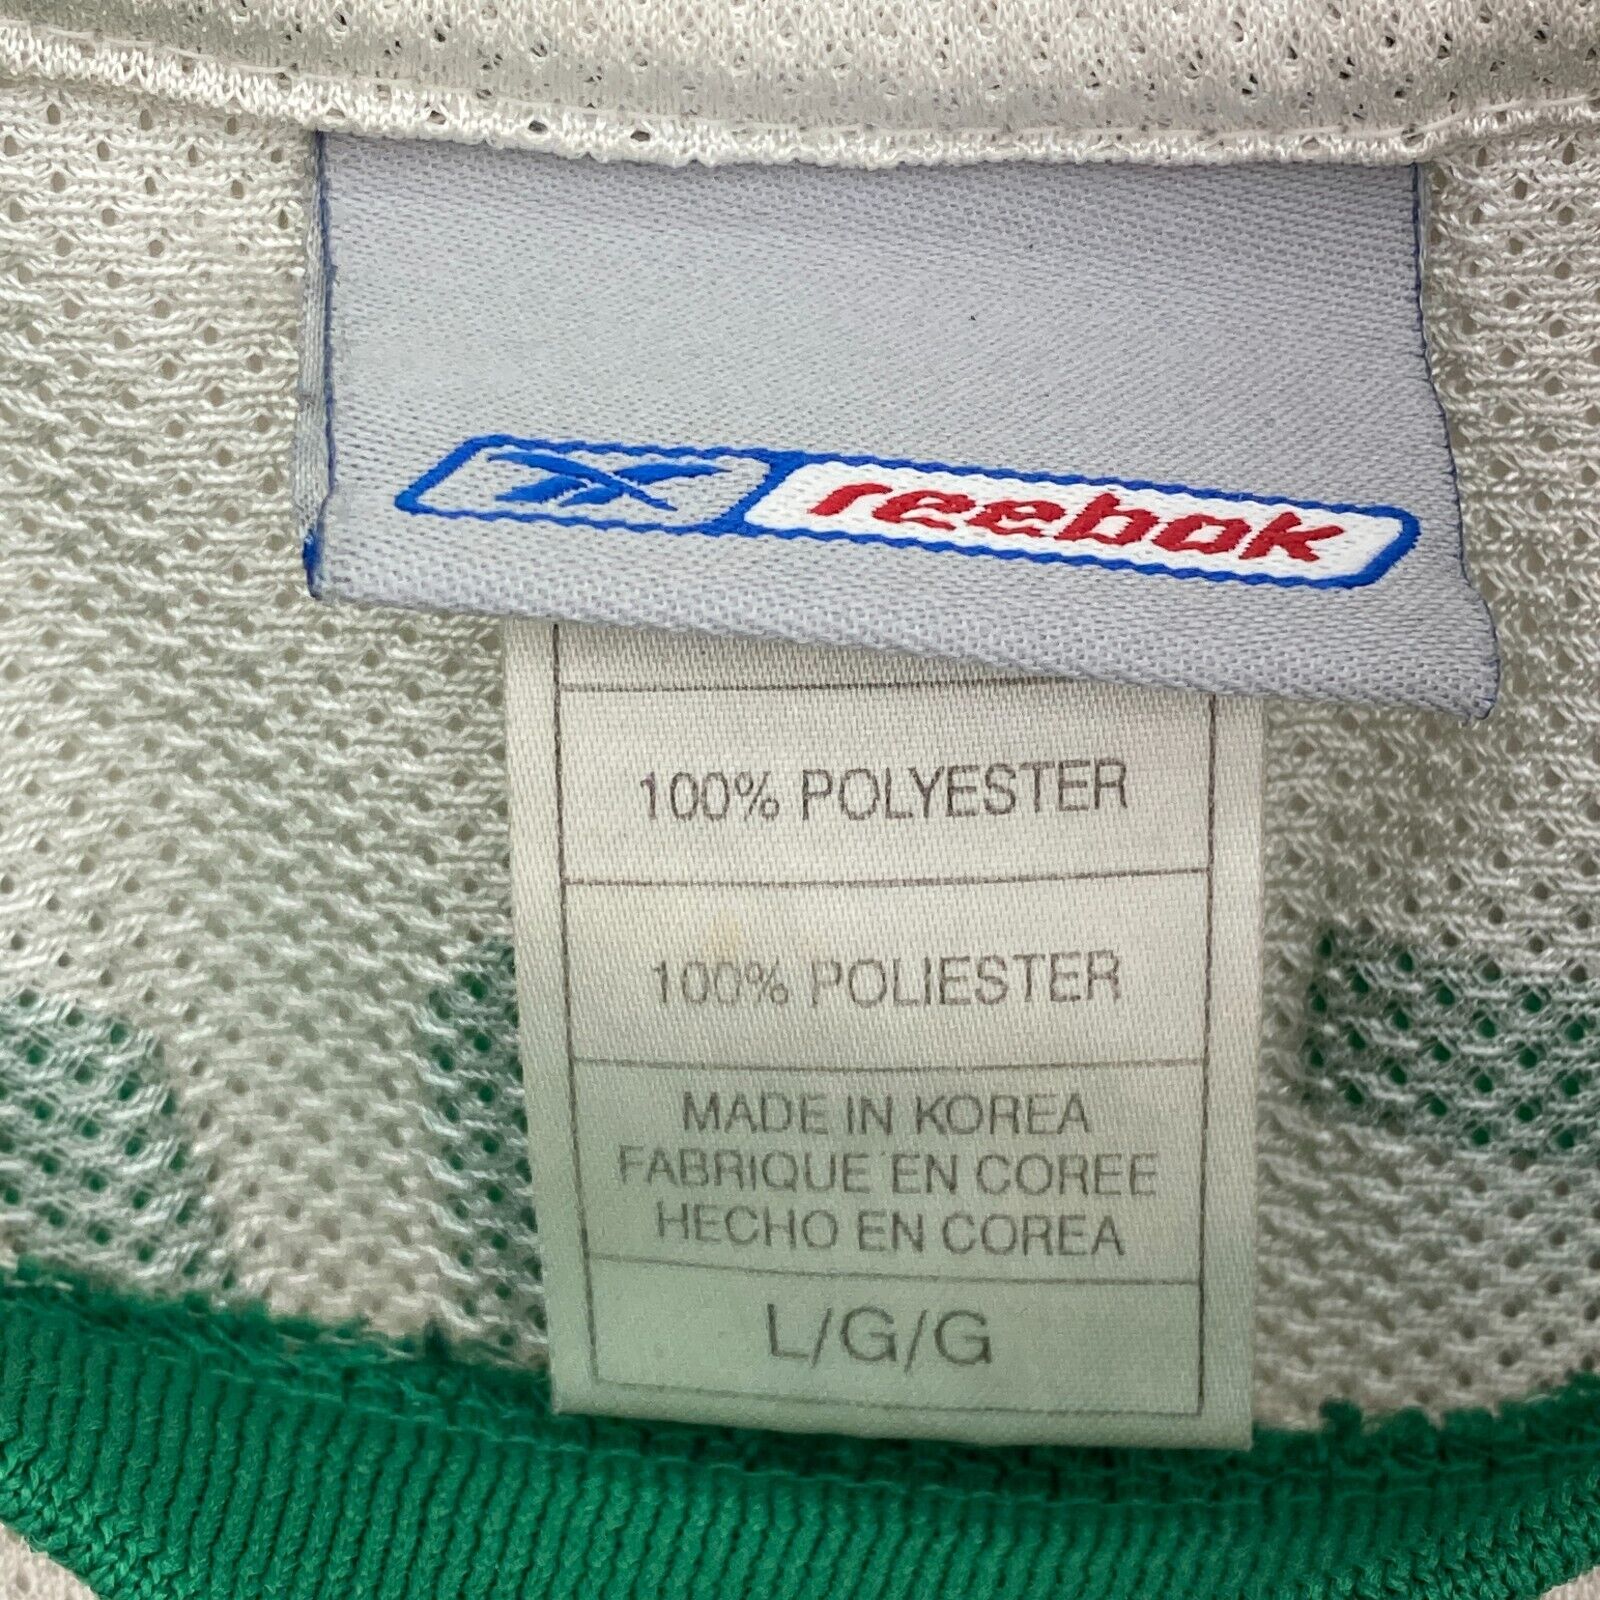 reebok
100% POLYESTER
100% POLIESTER
MADE IN KOREA
FABRIQUE EN COREE
HECHO EN COREA
L/G/G